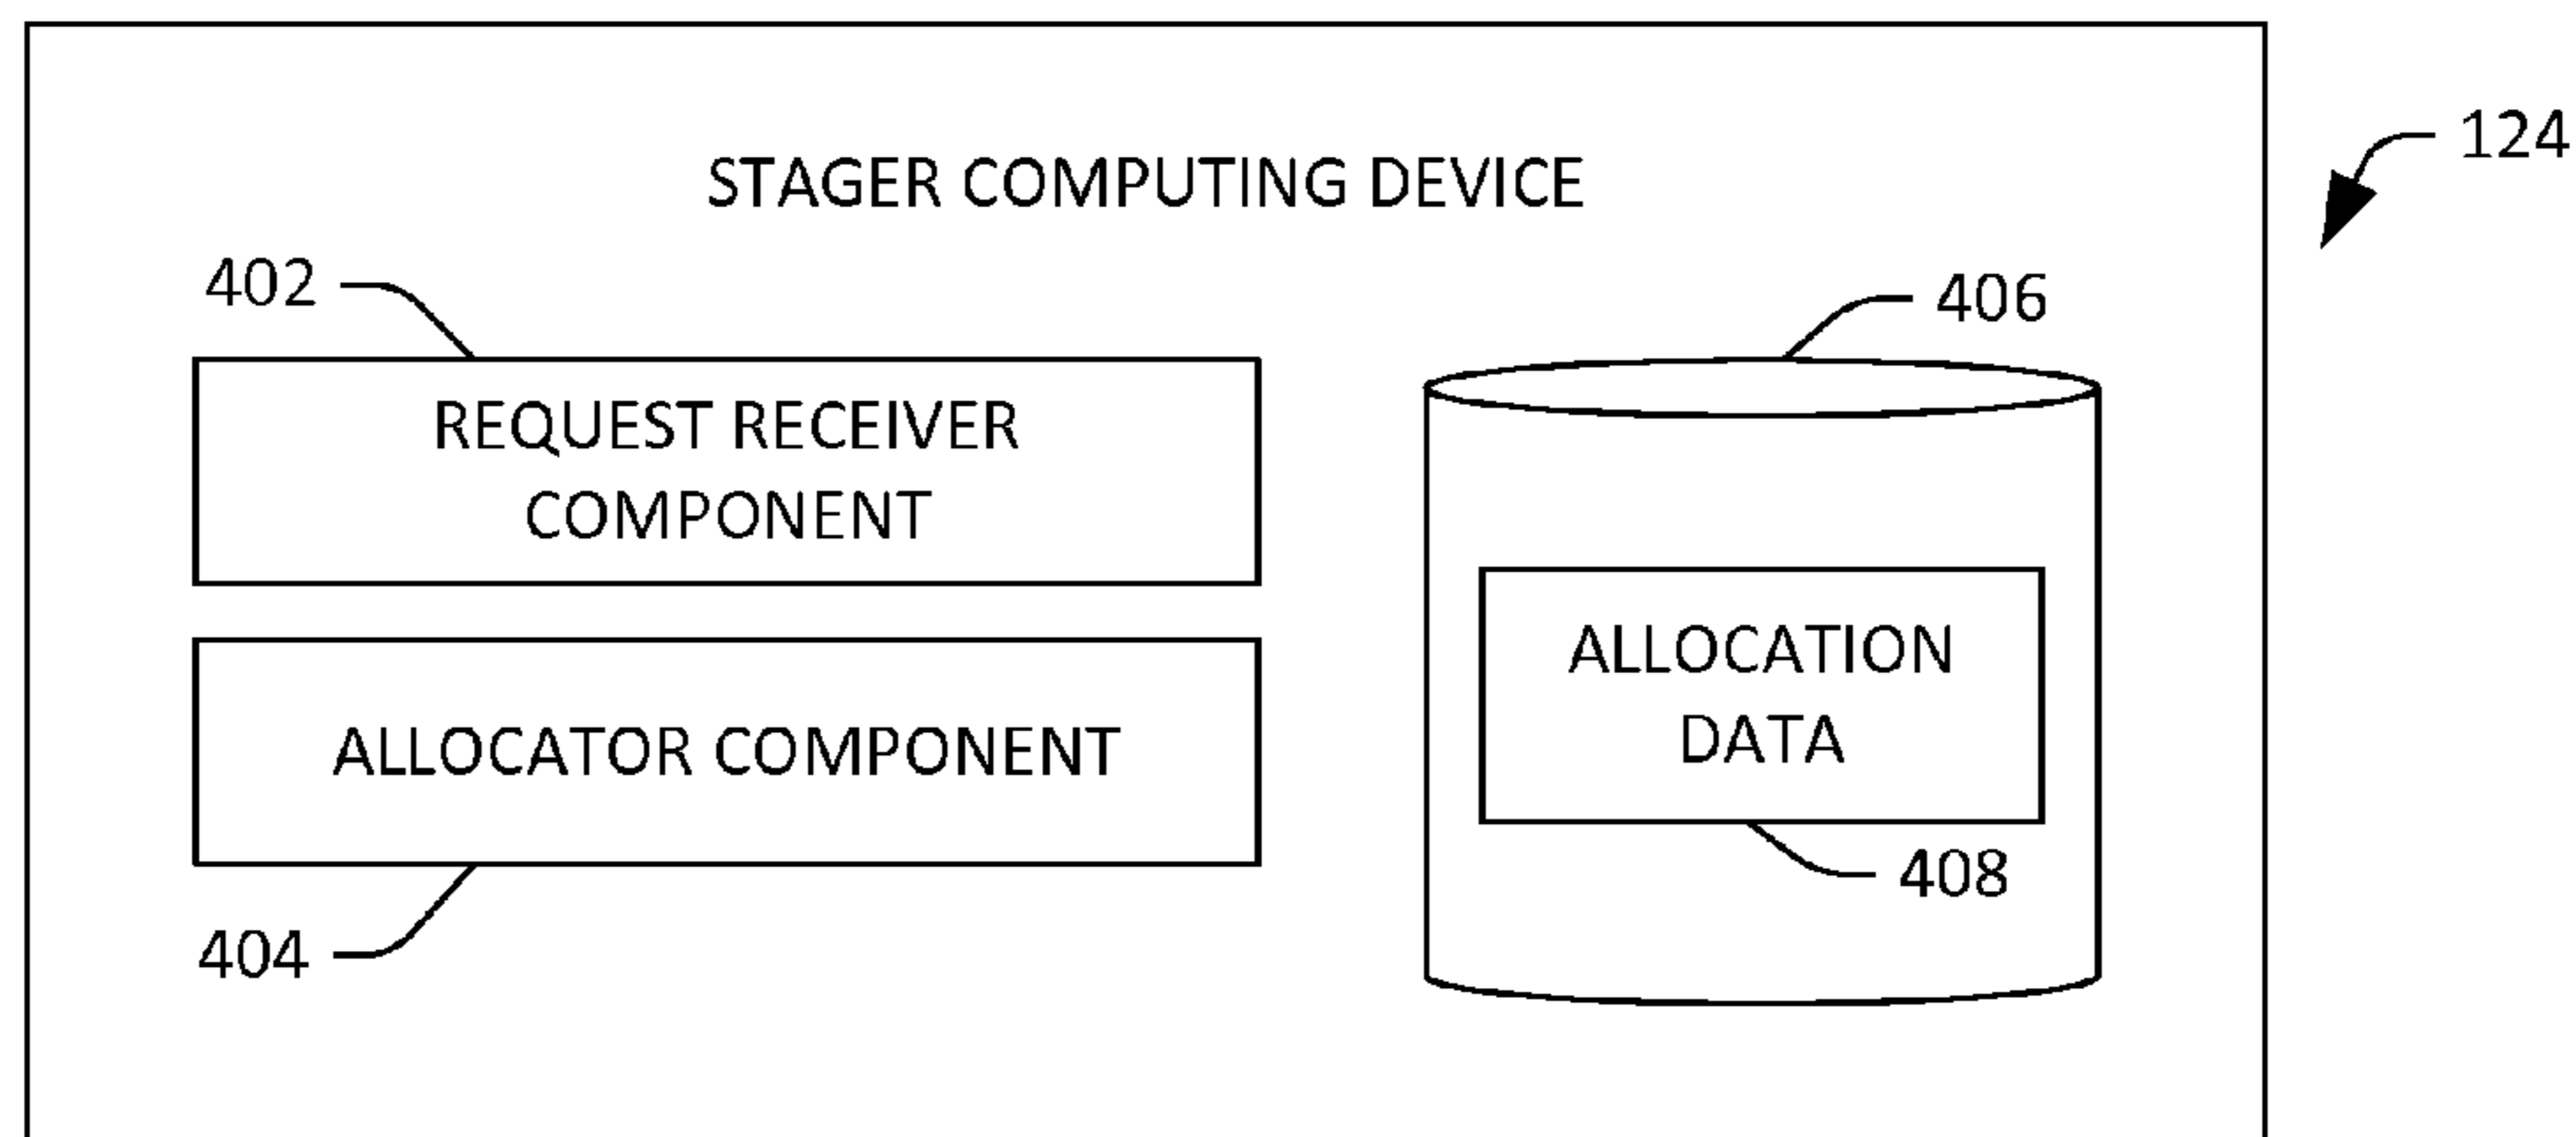 124
STAGER COMPUTING DEVICE
402
406
REQUEST RECEIVER
COMPONENT
ALLOCATION
DATA
ALLOCATOR COMPONENT
408
404